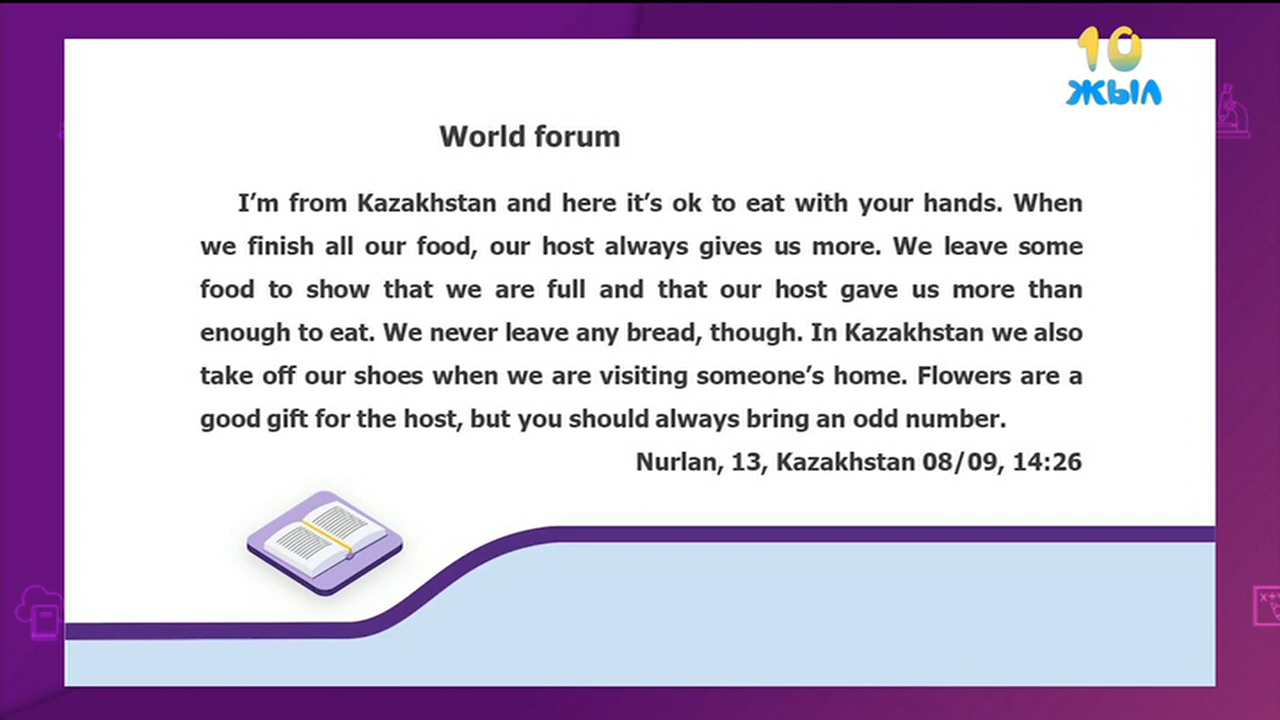 10
ЖЫЛ
World forum
I’m from Kazakhstan and here it’s ok to eat with your hands. When
we finish all our food, our host always gives us more. We leave some
food to show that we are full and that our host gave us more than
enough to eat. We never leave any bread, though. In Kazakhstan we also
take off our shoes when we are visiting someone’s home. Flowers are a
good gift for the host, but you should always bring an odd number.
Nurlan, 13, Kazakhstan 08/09, 14:26